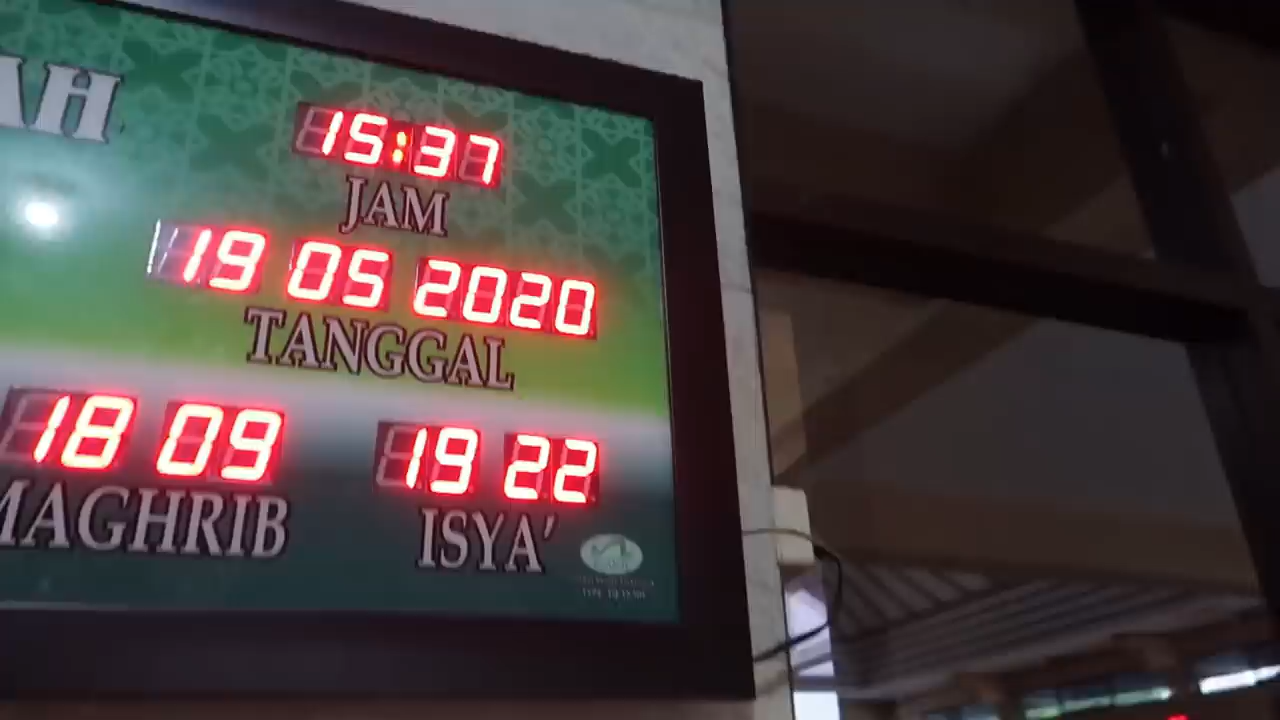 AH
15:37
JAM
19 05 2020
TANGGAL
18 09 19 22
MAGHRIB ISYA'